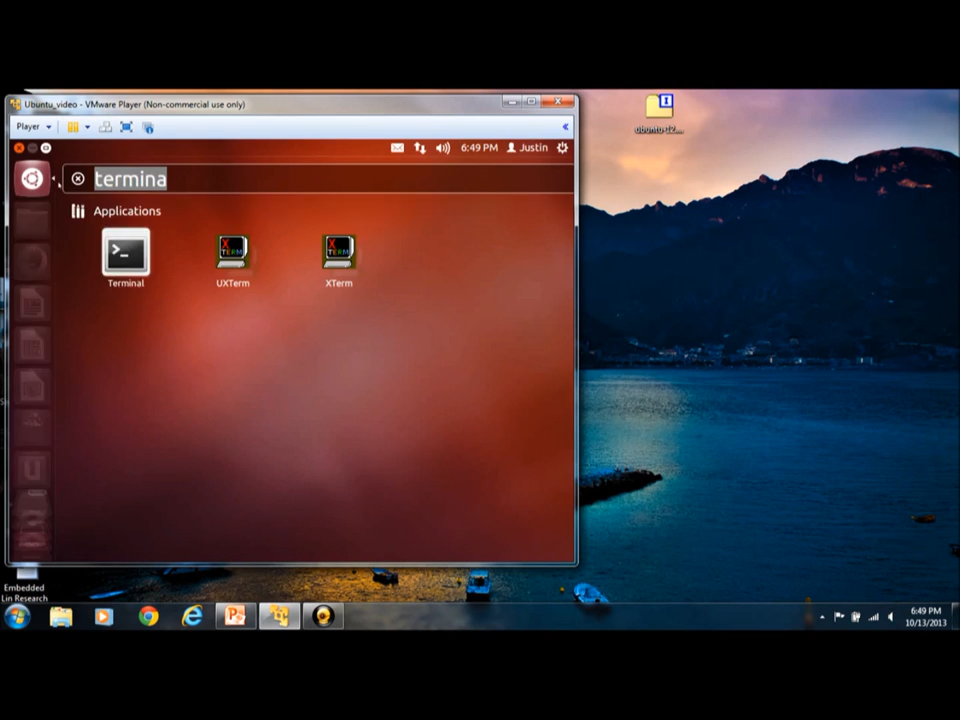 Ubuntu_video - VMware Player (Non-commercial use only)
Player
6:49 PM Justin
termina
Applications
Terminal UXTerm XTerm
Embedded
Lin Research
6:49 PM
10/13/2013